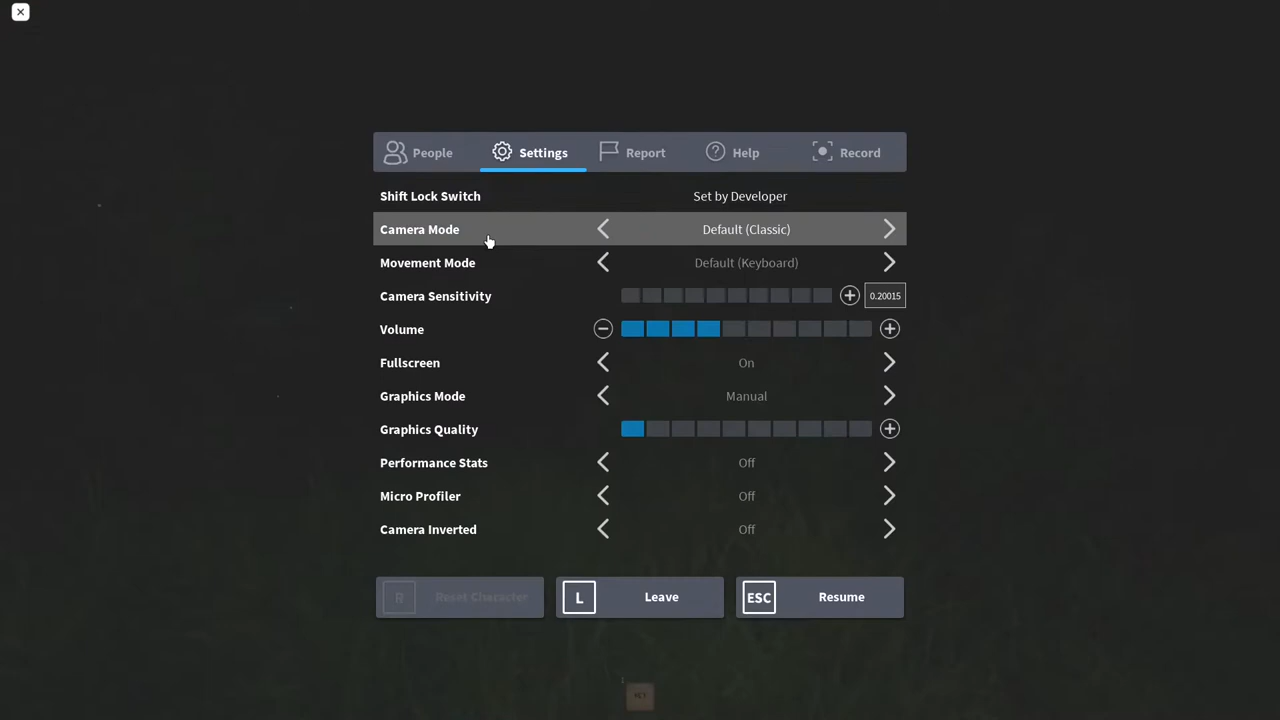 People Settings Report Help Record
Shift Lock Switch Set by Developer
Camera Mode Default (Classic)
Movement Mode Default (Keyboard)
Camera Sensitivity 0.20015
Volume
Fullscreen On
Graphics Mode Manual
Graphics Quality
Performance Stats Off
Micro Profiler Off
Camera Inverted Off
R Reset Character L Leave ESC Resume